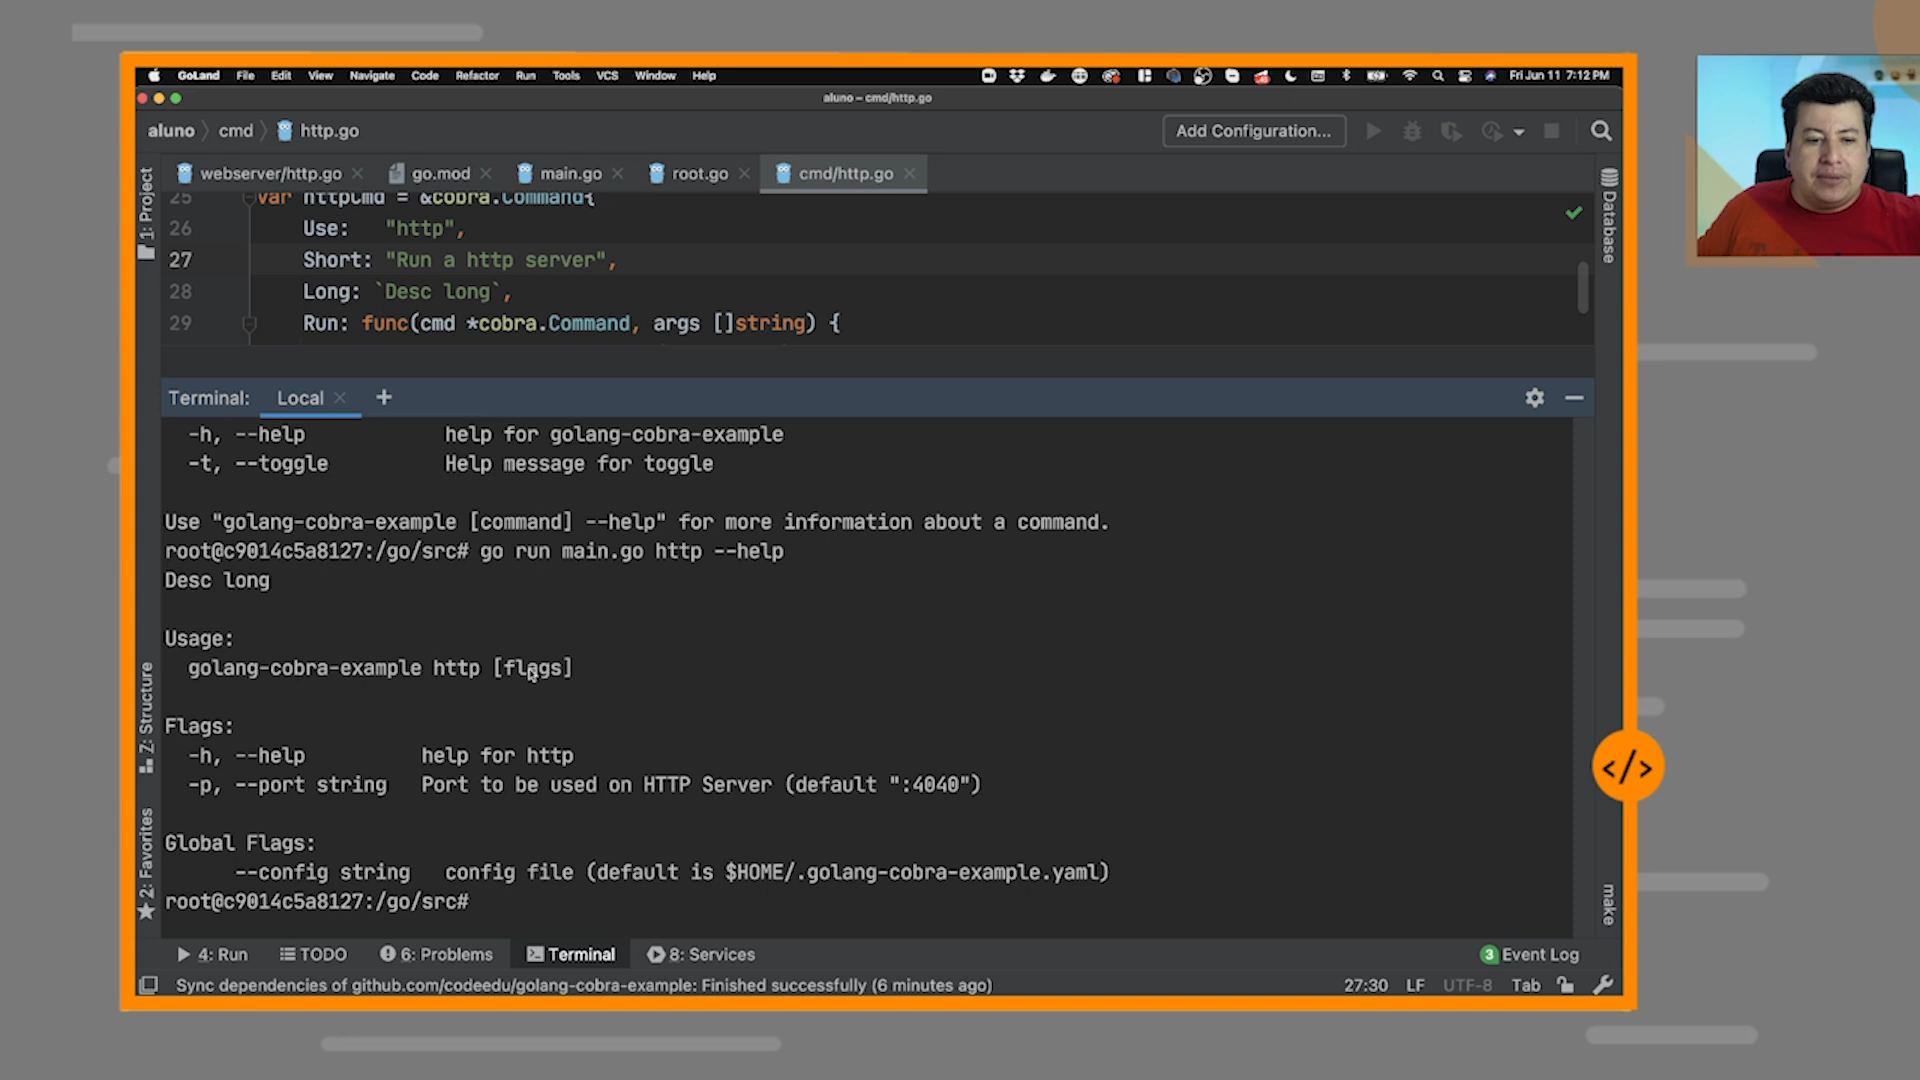 GoLand File Edit View Navigate Code Refactor Run Tools VCS Window Help Fri Jun 11 7:12 PM
aluno – cmd/http.go
aluno cmd http.go Add Configuration...
webserver/http.go go.mod main.go root.go cmd/http.go
1: Project
Database
25 var httpCmd = &cobra.Command{
26 Use: "http",
27 Short: "Run a http server",
28 Long: `Desc long`,
29 Run: func(cmd *cobra.Command, args []string) {
Terminal: Local +
-h, --help help for golang-cobra-example
-t, --toggle Help message for toggle
Use "golang-cobra-example [command] --help" for more information about a command.
root@c9014c5a8127:/go/src# go run main.go http --help
Desc long
Usage:
golang-cobra-example http [flags]
Flags:
-h, --help help for http
-p, --port string Port to be used on HTTP Server (default ":4040")
Global Flags:
--config string config file (default is $HOME/.golang-cobra-example.yaml)
root@c9014c5a8127:/go/src#
Z: Structure
2: Favorites
make
</>
4: Run TODO 6: Problems Terminal 8: Services 3 Event Log
Sync dependencies of github.com/codeedu/golang-cobra-example: Finished successfully (6 minutes ago) 27:30 LF UTF-8 Tab